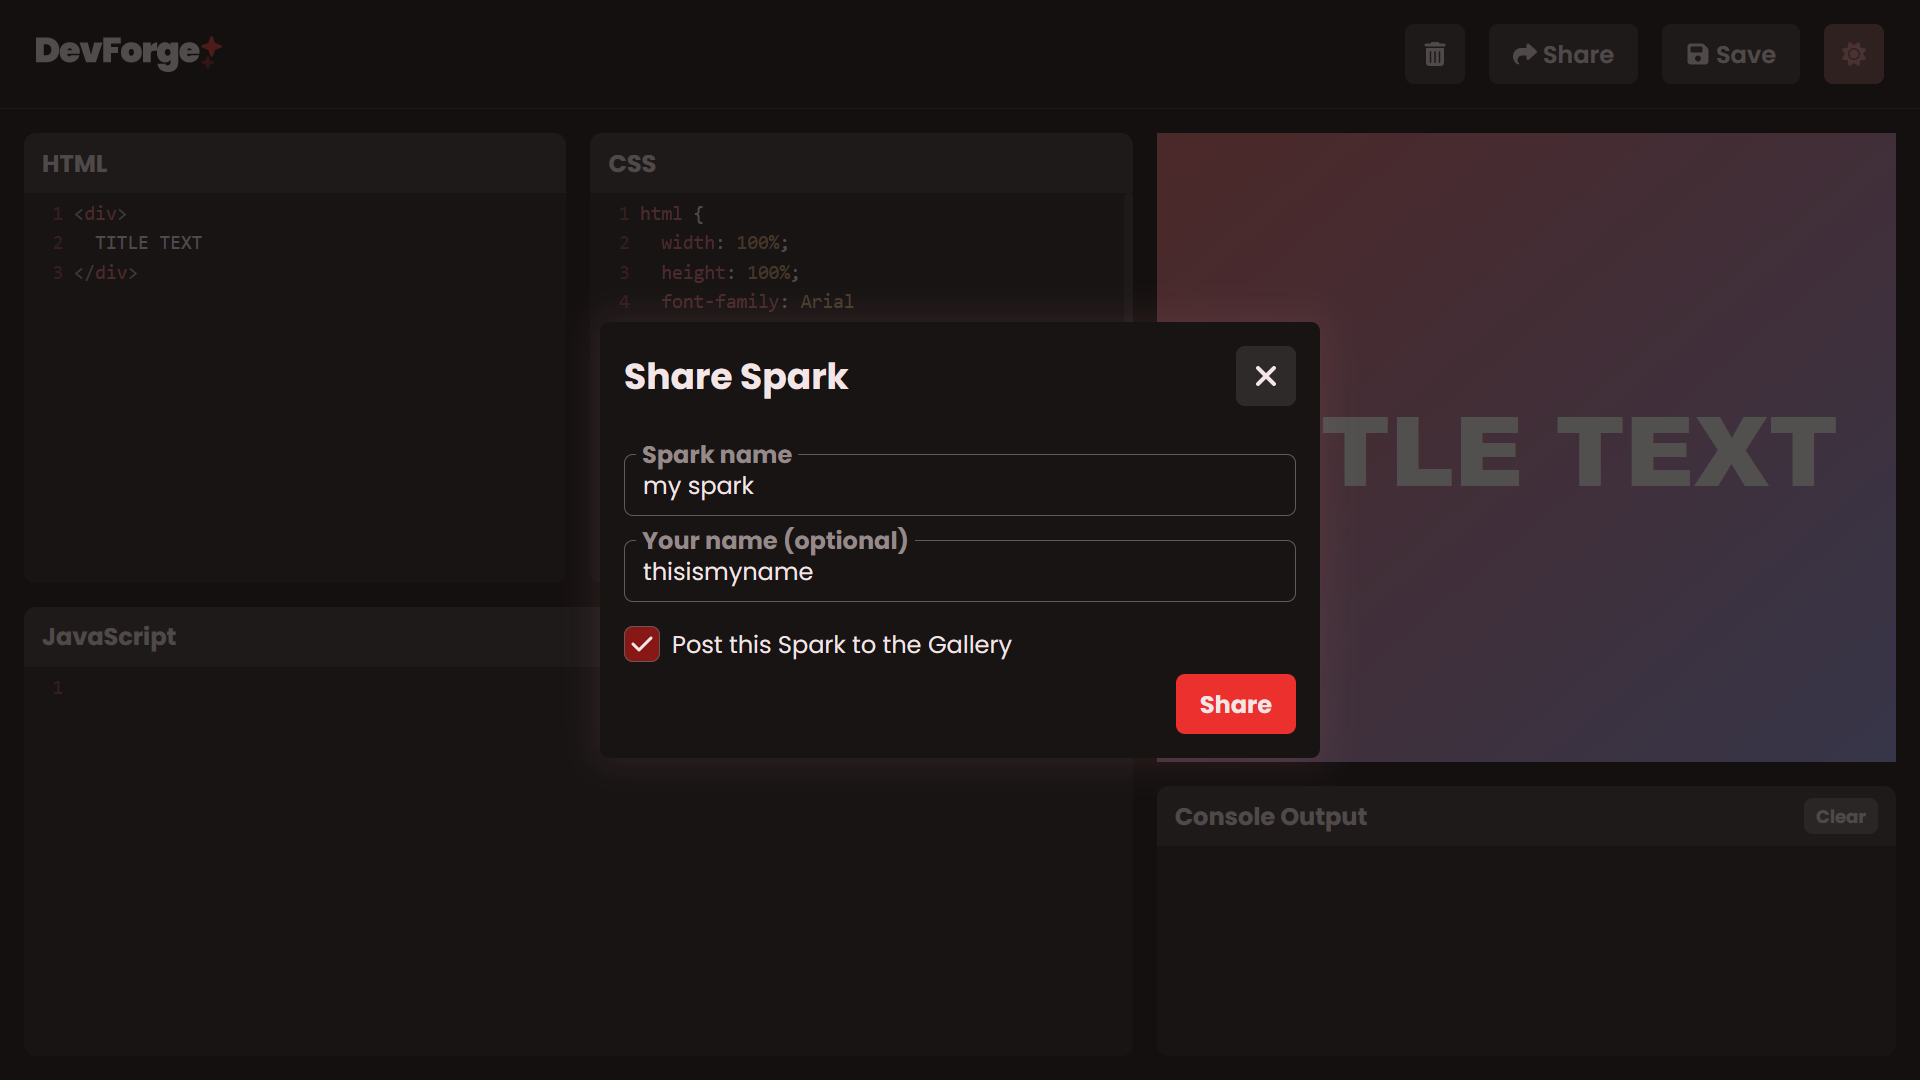 DevForge
Share
Save
HTML
1 <div>
2 TITLE TEXT
3 </div>
CSS
1 html {
2 width: 100%;
3 height: 100%;
4 font-family: Arial
TLE TEXT
Share Spark
Spark name
my spark
Your name (optional)
thisismyname
Post this Spark to the Gallery
Share
JavaScript
1
Console Output
Clear